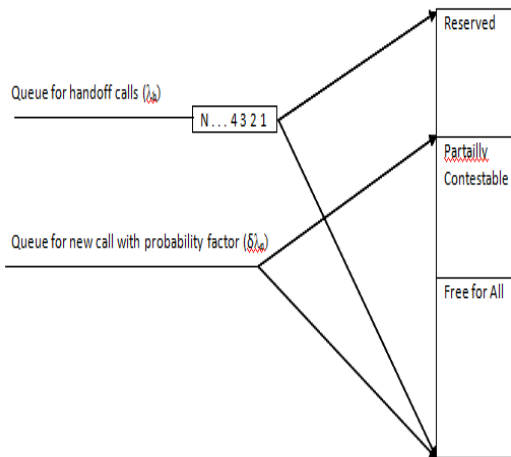 Reserved
Queue for handoff calls (λₕ)
N . . . 4 3 2 1
Partailly
Contestable
Queue for new call with probability factor (δλₒ)
Free for All